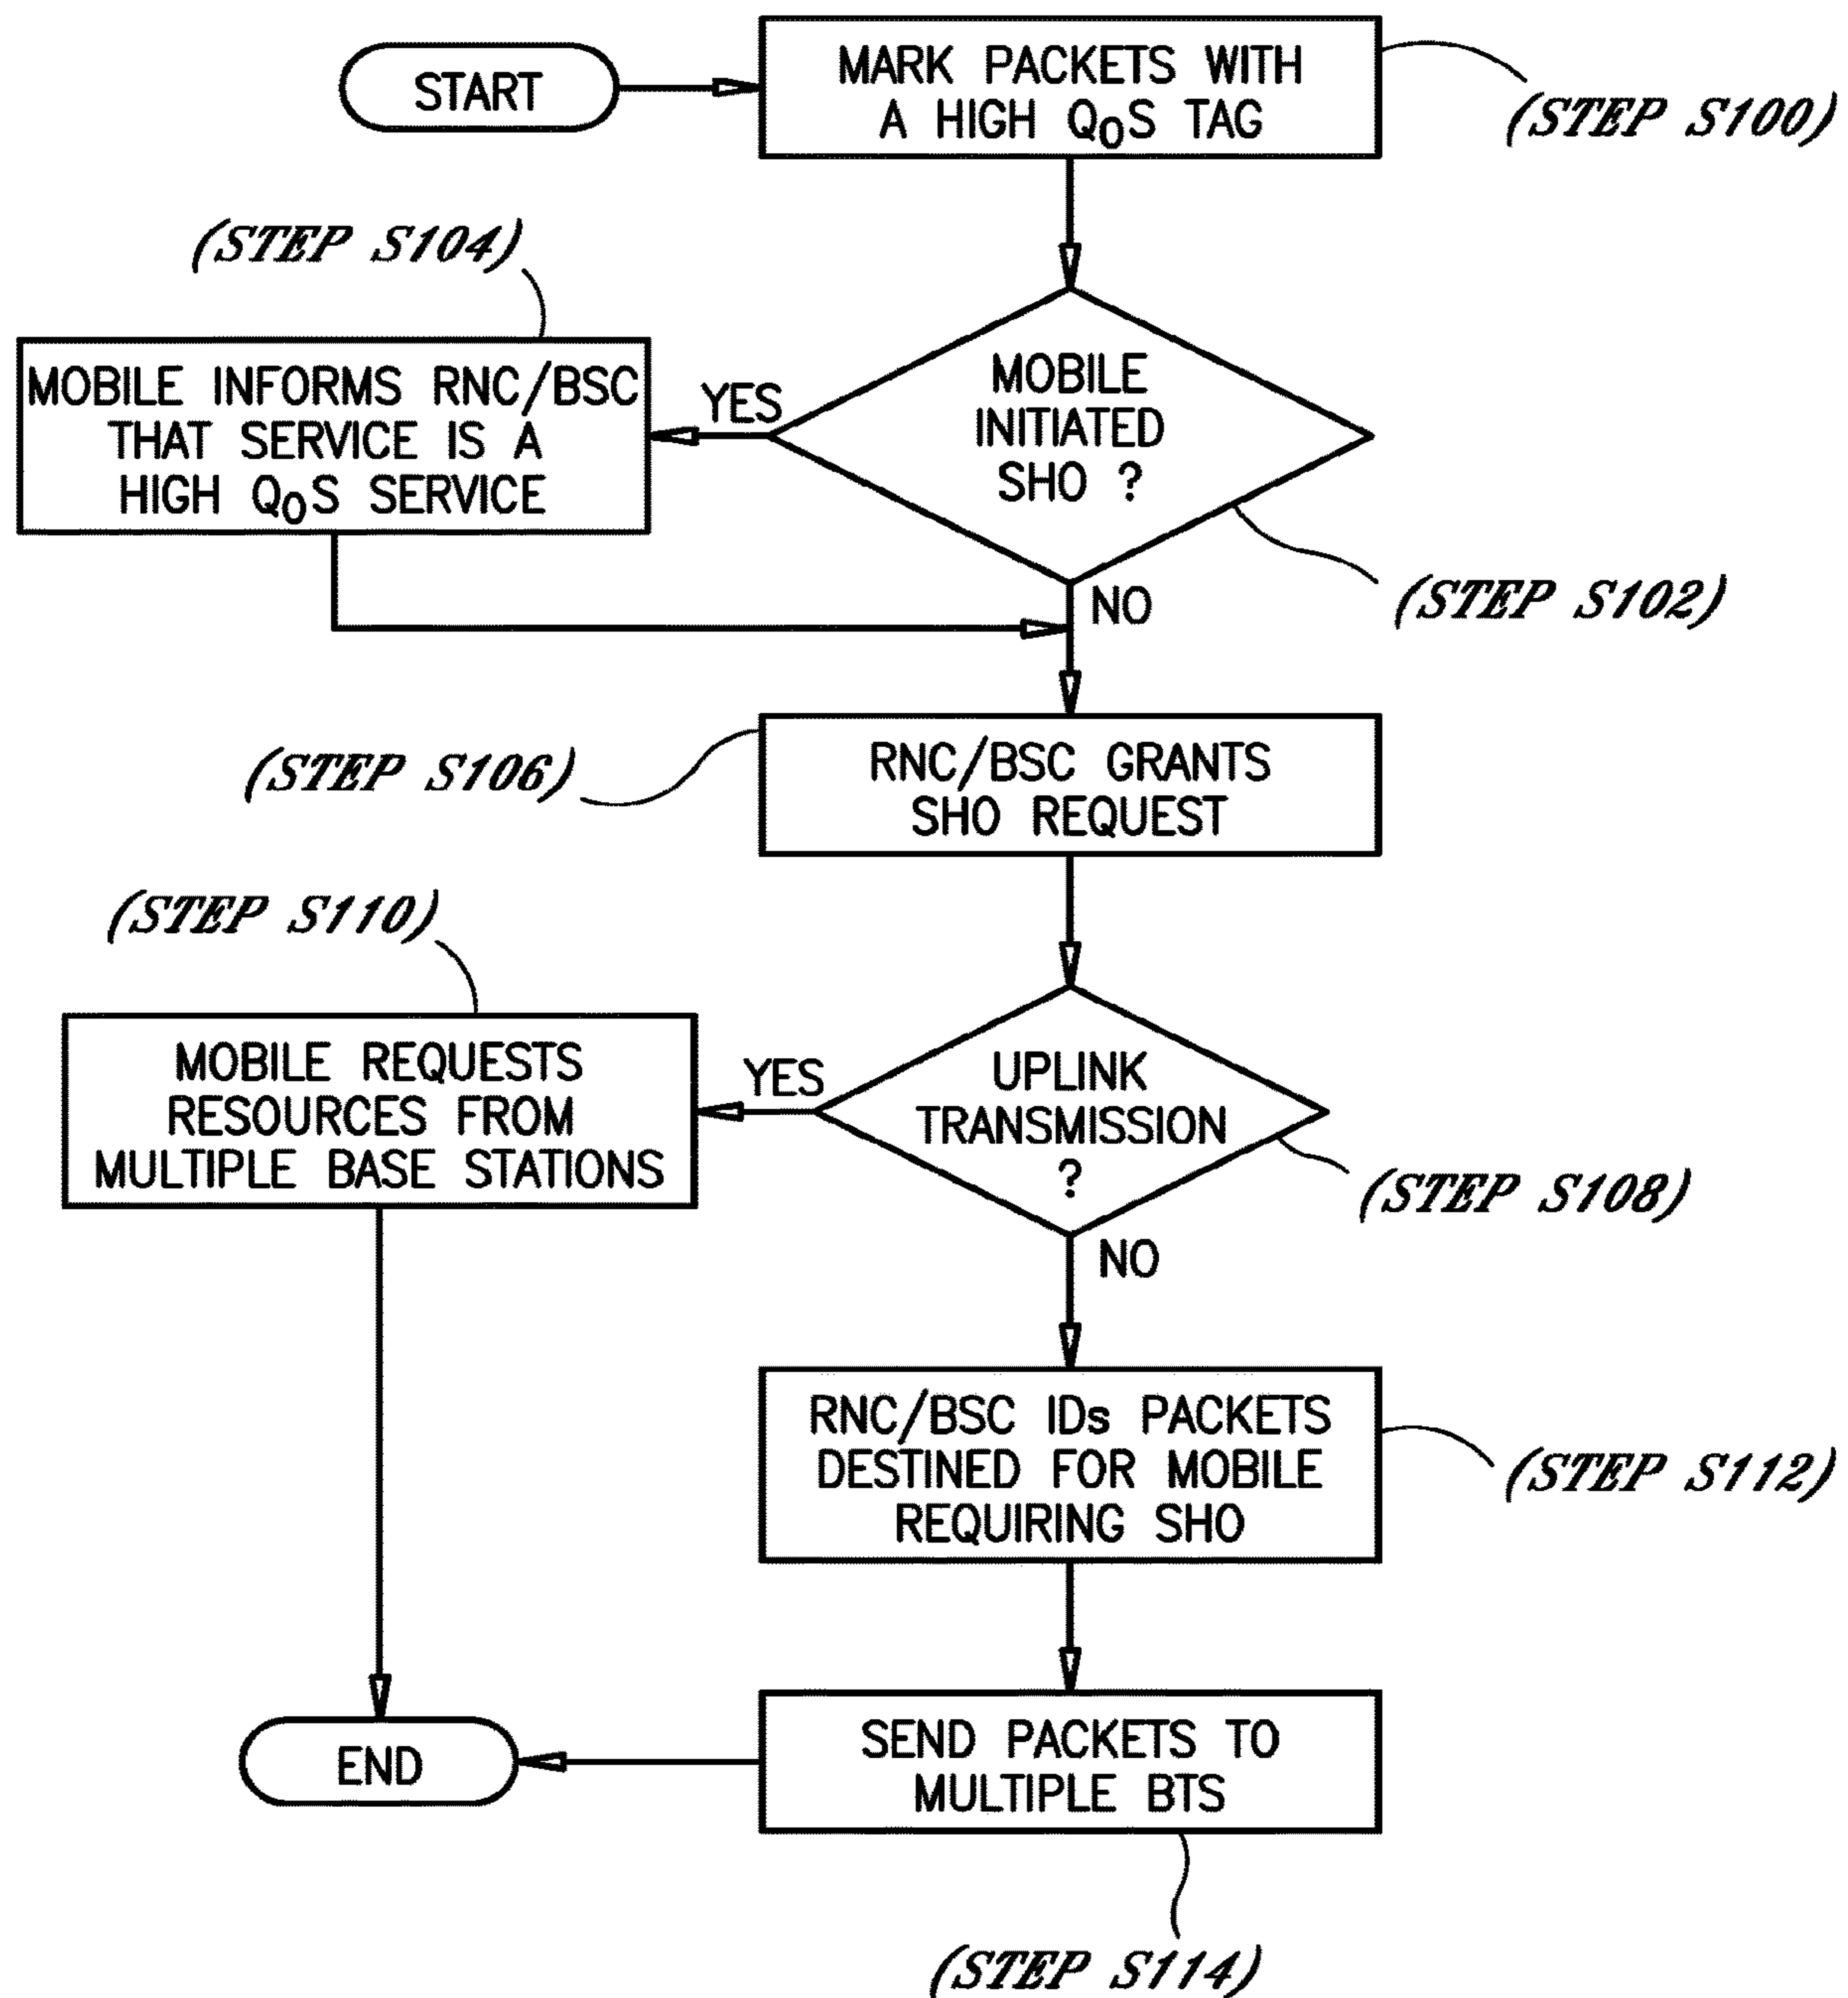 START
MARK PACKETS WITH
A HIGH QoS TAG
(STEP S100)
(STEP S104)
MOBILE INFORMS RNC/BSC
THAT SERVICE IS A
HIGH QoS SERVICE
YES
MOBILE
INITIATED
SHO ?
(STEP S102)
NO
(STEP S106)
RNC/BSC GRANTS
SHO REQUEST
(STEP S110)
MOBILE REQUESTS
RESOURCES FROM
MULTIPLE BASE STATIONS
YES
UPLINK
TRANSMISSION
?
(STEP S108)
NO
RNC/BSC IDs PACKETS
DESTINED FOR MOBILE
REQUIRING SHO
(STEP S112)
END
SEND PACKETS TO
MULTIPLE BTS
(STEP S114)